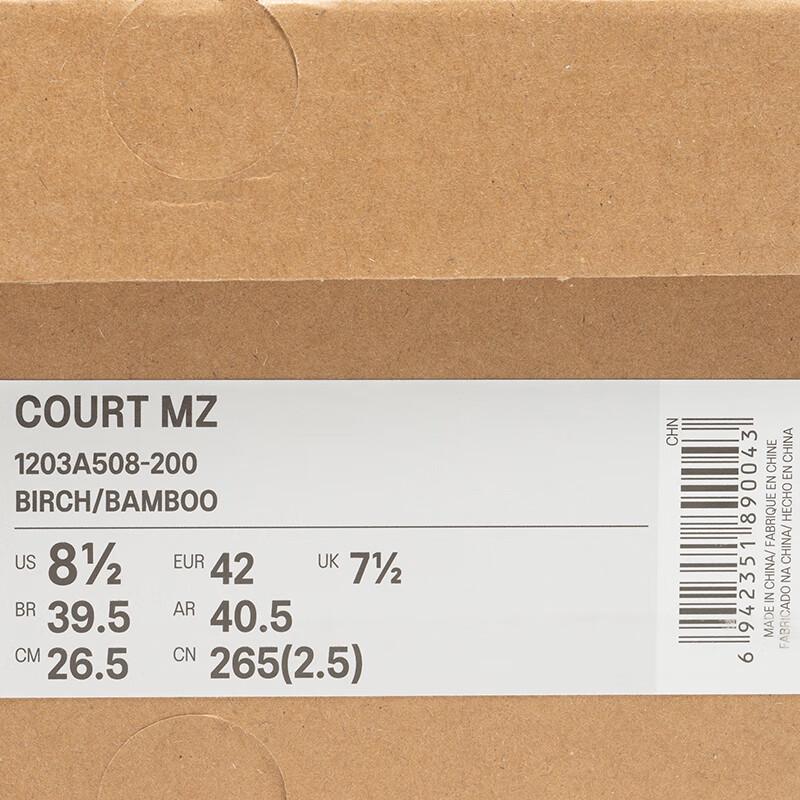 COURT MZ
1203A508-200
BIRCH/BAMBOO
US 8½ EUR 42 UK 7½
BR 39.5 AR 40.5
CM 26.5 CN 265(2.5)
CHN
6 942351 890043
MADE IN CHINA/ FABRIQUE EN CHINE
FABRICADO NA CHINA/ HECHO EN CHINA